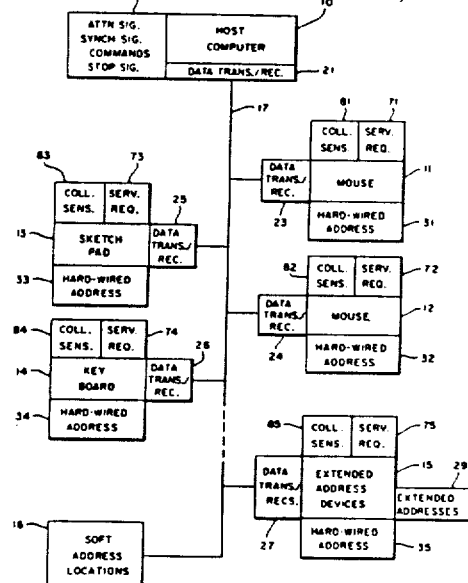 10
ATTN SIG.
SYNCH SIG.
COMMANDS
STOP SIG.
HOST
COMPUTER
DATA TRANS./REC.
21
17
81
71
COLL.
SENS.
SERV.
REQ.
DATA
TRANS./
REC.
MOUSE
11
23
HARD-WIRED
ADDRESS
31
83
73
COLL.
SENS.
SERV.
REQ.
25
13
SKETCH
PAD
DATA
TRANS./
REC.
33
HARD-WIRED
ADDRESS
82
72
COLL.
SENS.
SERV.
REQ.
DATA
TRANS./
REC.
MOUSE
12
24
HARD-WIRED
ADDRESS
32
84
74
COLL.
SENS.
SERV.
REQ.
26
14
KEY
BOARD
DATA
TRANS./
REC.
34
HARD-WIRED
ADDRESS
85
75
COLL.
SENS.
SERV.
REQ.
15
DATA
TRANS./
RECS.
EXTENDED
ADDRESS
DEVICES
29
EXTENDED
ADDRESSES
27
HARD-WIRED
ADDRESS
35
16
SOFT
ADDRESS
LOCATIONS